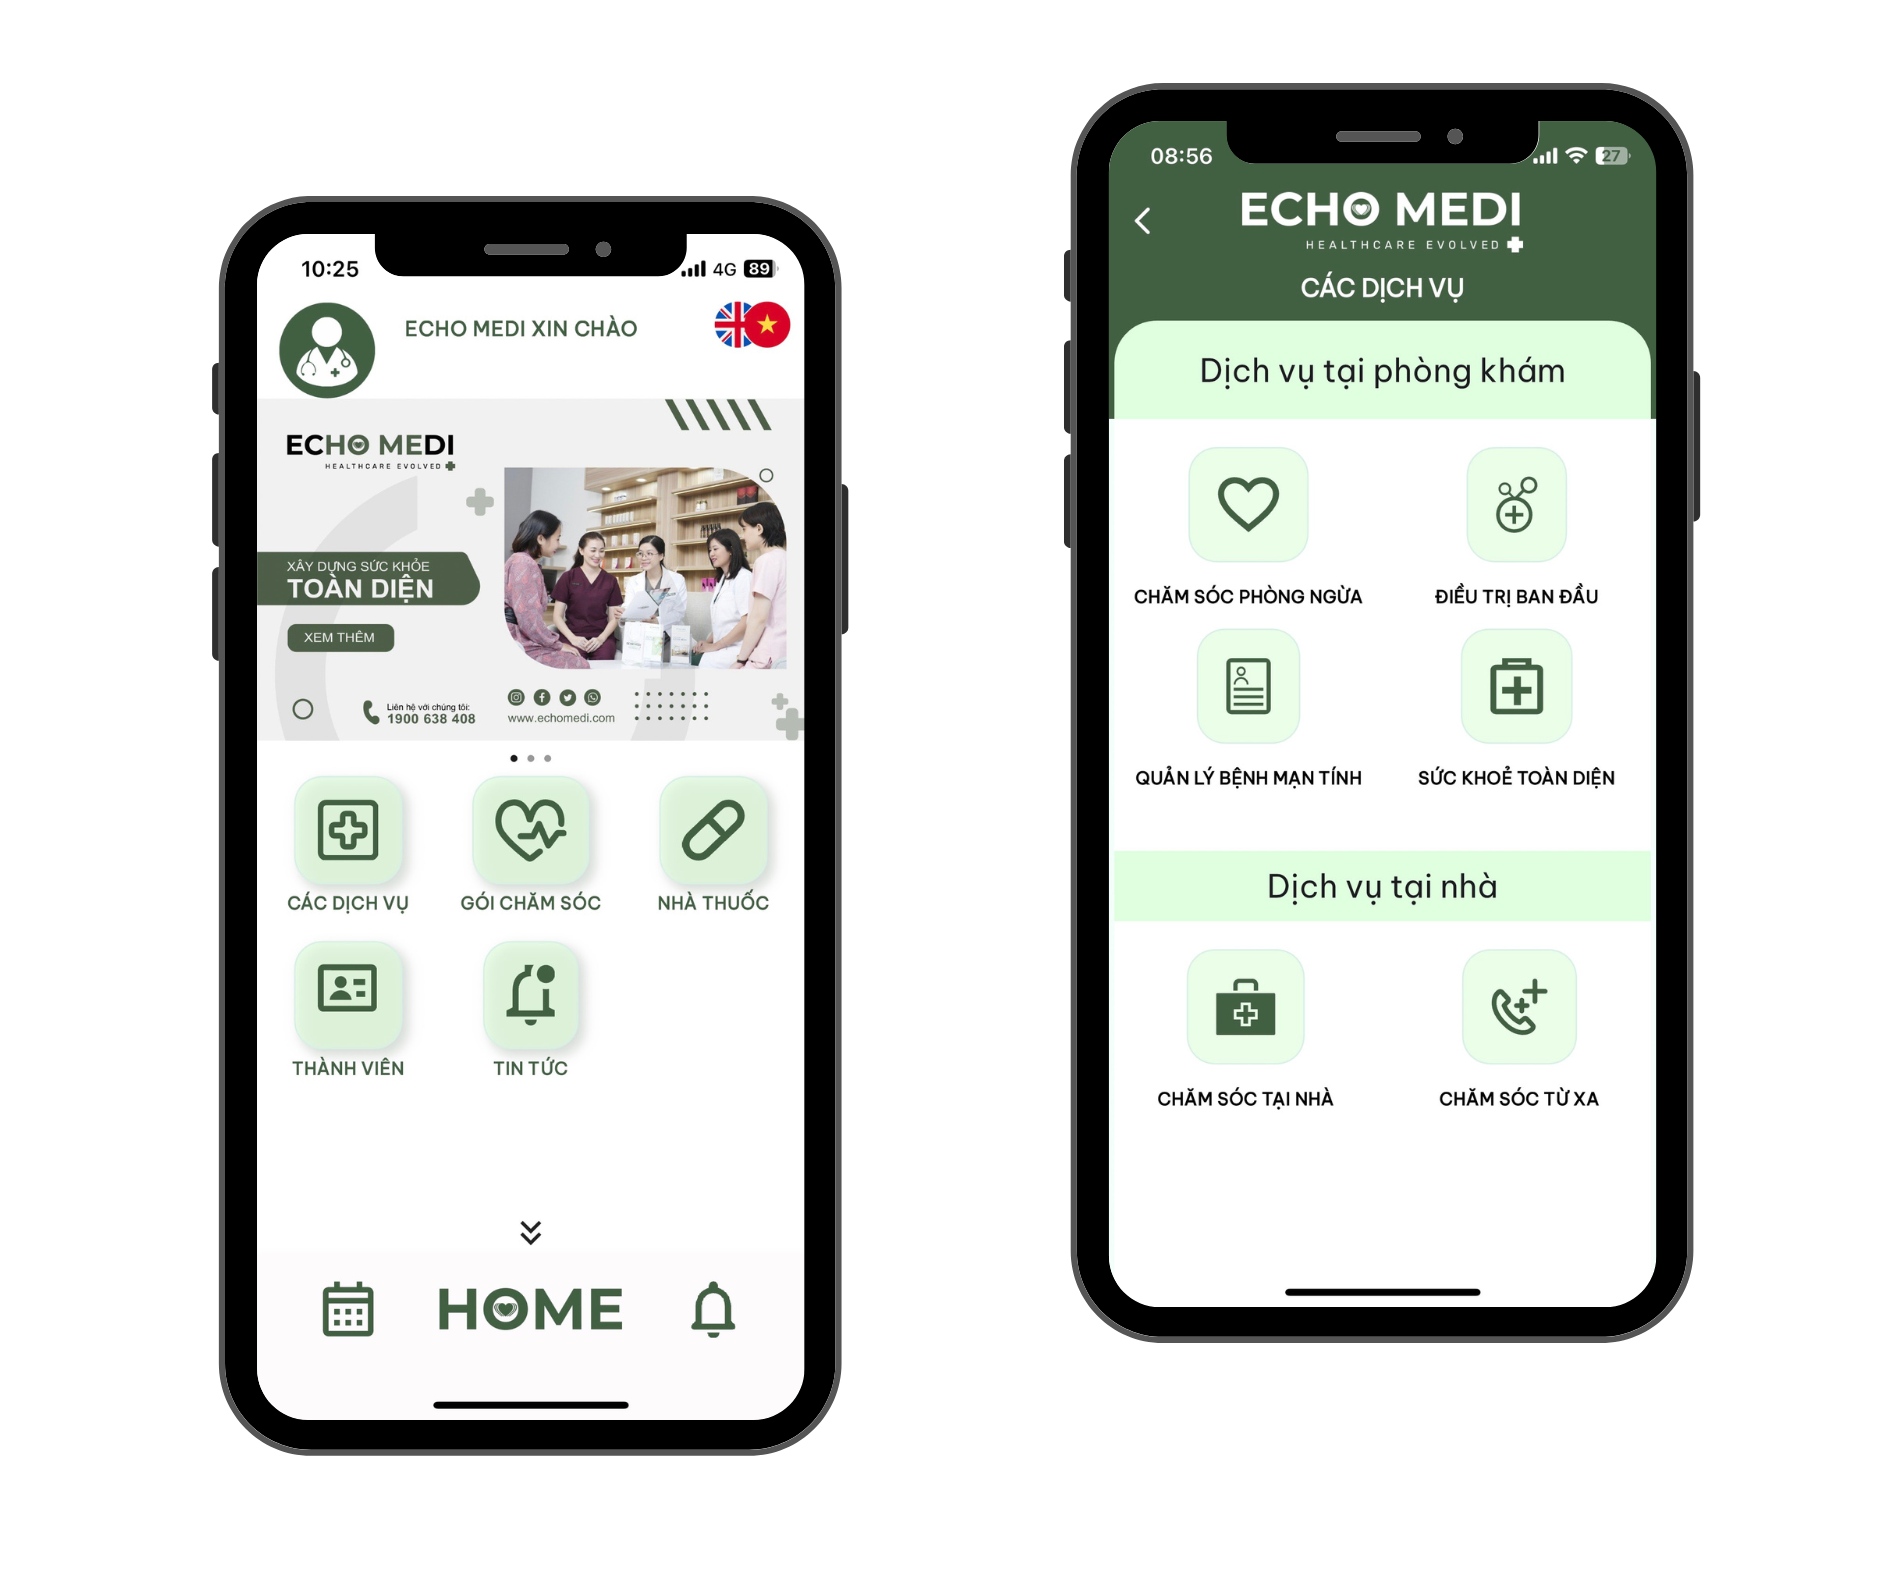 10:25
4G 89
ECHO MEDI XIN CHÀO
ECHO MEDI
HEALTHCARE EVOLVED
XÂY DỰNG SỨC KHỎE
TOÀN DIỆN
XEM THÊM
Liên hệ với chúng tôi:
1900 638 408
www.echomedi.com
CÁC DỊCH VỤ
GÓI CHĂM SÓC
NHÀ THUỐC
THÀNH VIÊN
TIN TỨC
HOME
08:56
27
ECHO MEDI
HEALTHCARE EVOLVED
CÁC DỊCH VỤ
Dịch vụ tại phòng khám
CHĂM SÓC PHÒNG NGỪA
ĐIỀU TRỊ BAN ĐẦU
QUẢN LÝ BỆNH MẠN TÍNH
SỨC KHOẺ TOÀN DIỆN
Dịch vụ tại nhà
CHĂM SÓC TẠI NHÀ
CHĂM SÓC TỪ XA